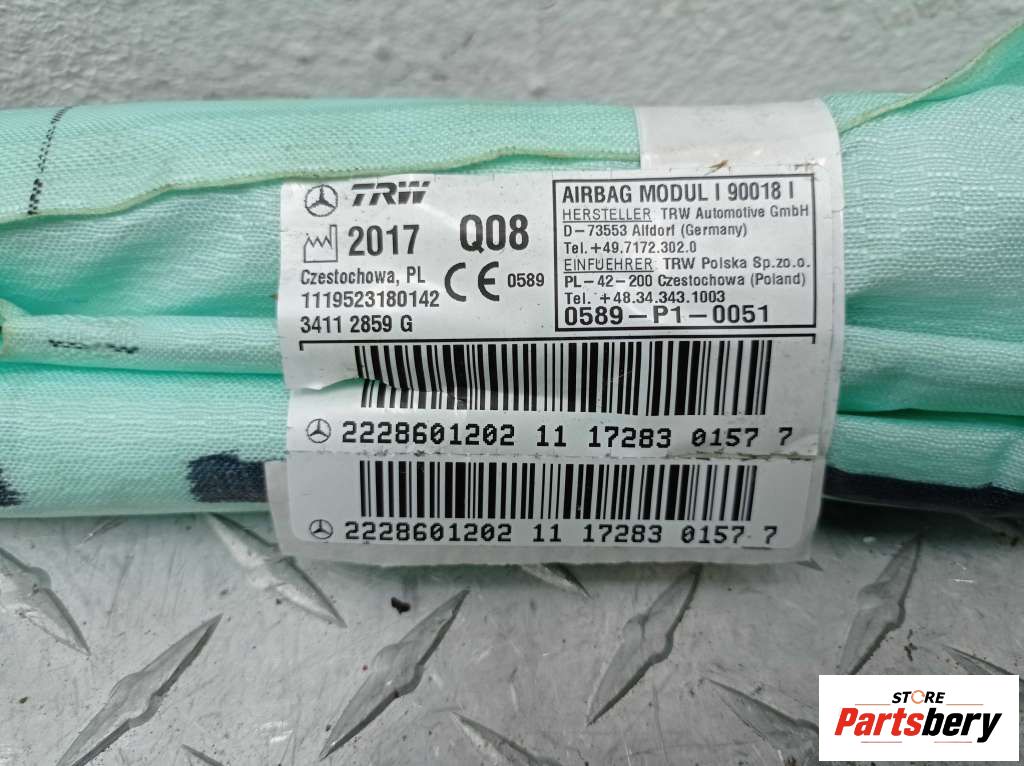 TRW
2017 Q08
Czestochowa, PL
CE 0589
1119523180142
34112859 G
AIRBAG MODUL I 90018 I
HERSTELLER: TRW Automotive GmbH
D-73553 Alfdorf (Germany)
Tel.+49.7172.302.0
EINFUEHRER: TRW Polska Sp.zo.o.
PL-42-200 Czestochowa (Poland)
Tel. +48.34.343.1003
0589-P1-0051
2228601202 11 17283 0157 7
2228601202 11 17283 0157 7
STORE
Partsbery